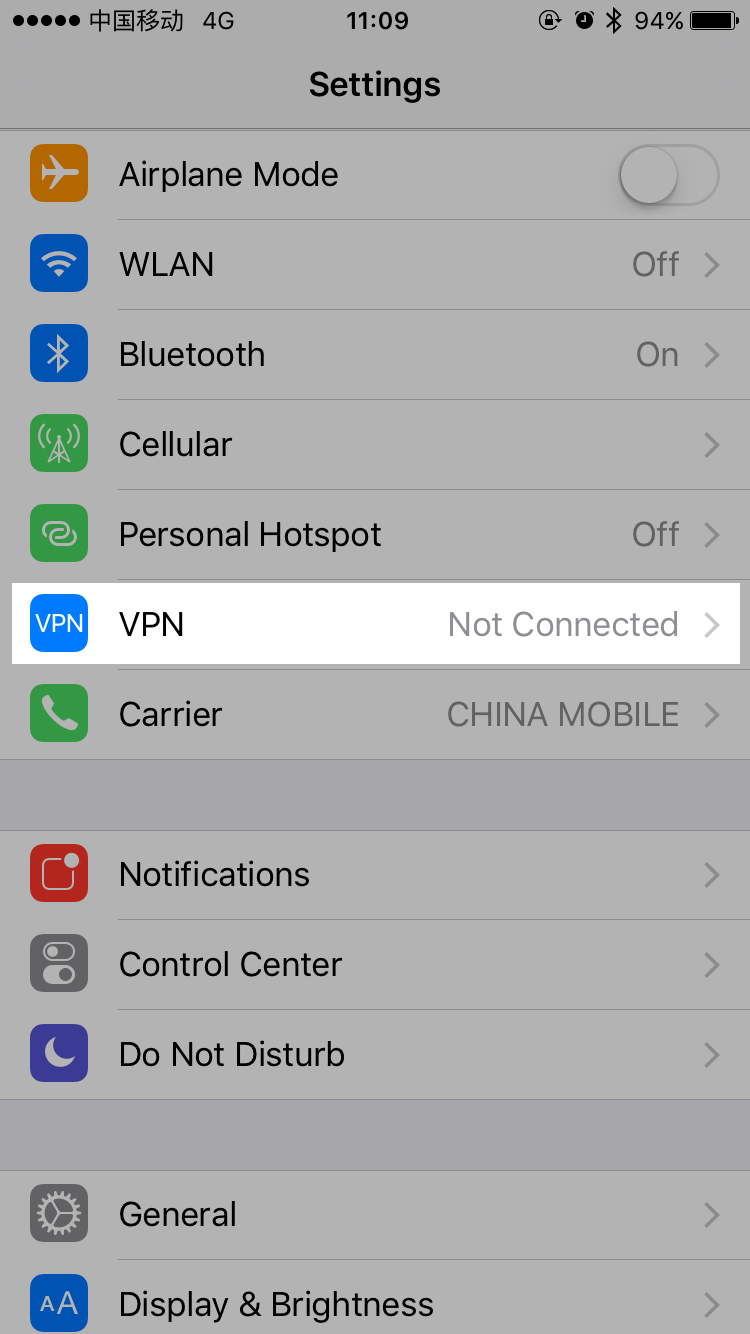 中国移动 4G 11:09 94%
Settings
Airplane Mode
WLAN Off
Bluetooth On
Cellular
Personal Hotspot Off
VPN VPN Not Connected
Carrier CHINA MOBILE
Notifications
Control Center
Do Not Disturb
General
AA Display & Brightness